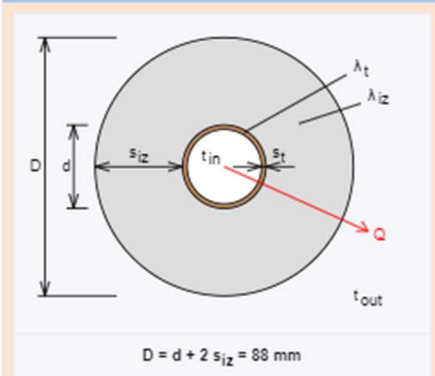 λt
λiz
D
d
siz
tin
st
Q
tout
D = d + 2 siz = 88 mm